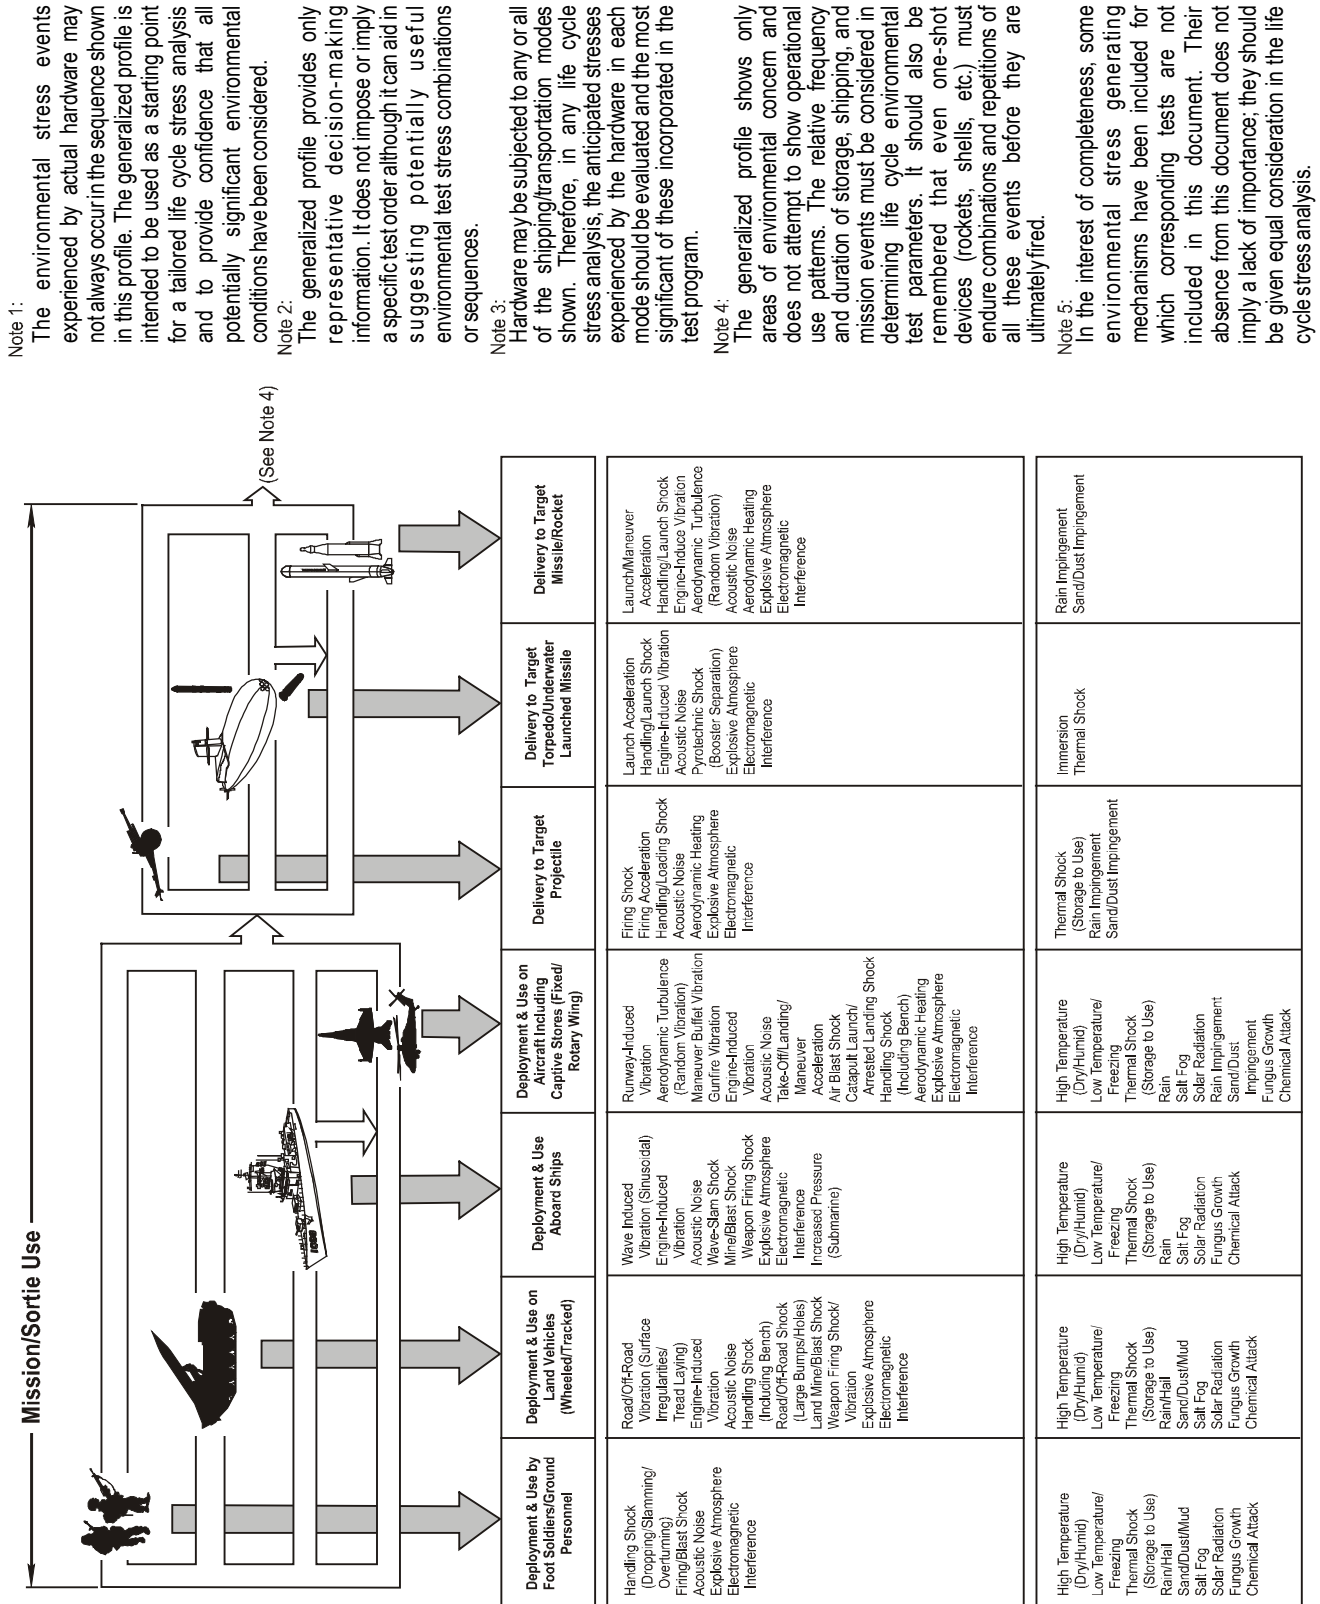 Mission/Sortie Use
(See Note 4)
Deployment & Use by
Foot Soldiers/Ground
Personnel
Deployment & Use on
Land Vehicles
(Wheeled/Tracked)
Deployment & Use
Aboard Ships
Deployment & Use on
Aircraft Including
Captive Stores (Fixed/
Rotary Wing)
Delivery to Target
Projectile
Delivery to Target
Torpedo/Underwater
Launched Missile
Delivery to Target
Missile/Rocket
Handling Shock
(Dropping/Slamming/
Overturning)
Firing/Blast Shock
Acoustic Noise
Explosive Atmosphere
Electromagnetic
Interference
Road/Off-Road
Vibration (Surface
Irregularities/
Tread Laying)
Engine-Induced
Vibration
Acoustic Noise
Handling Shock
(Including Bench)
Road/Off-Road Shock
(Large Bumps/Holes)
Land Mine/Blast Shock
Weapon Firing Shock/
Vibration
Explosive Atmosphere
Electromagnetic
Interference
Wave Induced
Vibration (Sinusoidal)
Engine-Induced
Vibration
Acoustic Noise
Wave-Slam Shock
Mine/Blast Shock
Weapon Firing Shock
Explosive Atmosphere
Electromagnetic
Interference
Increased Pressure
(Submarine)
Runway-Induced
Vibration
Aerodynamic Turbulence
(Random Vibration)
Maneuver Buffet Vibration
Gunfire Vibration
Engine-Induced
Vibration
Acoustic Noise
Take-Off/Landing/
Maneuver
Acceleration
Air Blast Shock
Catapult Launch/
Arrested Landing Shock
Handling Shock
(Including Bench)
Aerodynamic Heating
Explosive Atmosphere
Electromagnetic
Interference
Firing Shock
Firing Acceleration
Handling/Loading Shock
Acoustic Noise
Aerodynamic Heating
Explosive Atmosphere
Electromagnetic
Interference
Launch Acceleration
Handling/Launch Shock
Engine-Induced Vibration
Acoustic Noise
Pyrotechnic Shock
(Booster Separation)
Explosive Atmosphere
Electromagnetic
Interference
Launch/Maneuver
Acceleration
Handling/Launch Shock
Engine-Induce Vibration
Aerodynamic Turbulence
(Random Vibration)
Acoustic Noise
Aerodynamic Heating
Explosive Atmosphere
Electromagnetic
Interference
High Temperature
(Dry/Humid)
Low Temperature/
Freezing
Thermal Shock
(Storage to Use)
Rain/Hail
Sand/Dust/Mud
Salt Fog
Solar Radiation
Fungus Growth
Chemical Attack
High Temperature
(Dry/Humid)
Low Temperature/
Freezing
Thermal Shock
(Storage to Use)
Rain/Hail
Sand/Dust/Mud
Salt Fog
Solar Radiation
Fungus Growth
Chemical Attack
High Temperature
(Dry/Humid)
Low Temperature/
Freezing
Thermal Shock
(Storage to Use)
Rain
Salt Fog
Solar Radiation
Fungus Growth
Chemical Attack
High Temperature
(Dry/Humid)
Low Temperature/
Freezing
Thermal Shock
(Storage to Use)
Rain
Salt Fog
Solar Radiation
Rain Impingement
Sand/Dust
Impingement
Fungus Growth
Chemical Attack
Thermal Shock
(Storage to Use)
Rain Impingement
Sand/Dust Impingement
Immersion
Thermal Shock
Rain Impingement
Sand/Dust Impingement
Note 1:
The environmental stress events
experienced by actual hardware may
not always occur in the sequence shown
in this profile. The generalized profile is
intended to be used as a starting point
for a tailored life cycle stress analysis
and to provide confidence that all
potentially significant environmental
conditions have been considered.
Note 2:
The generalized profile provides only
representative decision-making
information. It does not impose or imply
a specific test order although it can aid in
suggesting potentially useful
environmental test stress combinations
or sequences.
Note 3:
Hardware may be subjected to any or all
of the shipping/transportation modes
shown. Therefore, in any life cycle
stress analysis, the anticipated stresses
experienced by the hardware in each
mode should be evaluated and the most
significant of these incorporated in the
test program.
Note 4:
The generalized profile shows only
areas of environmental concern and
does not attempt to show operational
use patterns. The relative frequency
and duration of storage, shipping, and
mission events must be considered in
determining life cycle environmental
test parameters. It should also be
remembered that even one-shot
devices (rockets, shells, etc.) must
endure combinations and repetitions of
all these events before they are
ultimately fired.
Note 5:
In the interest of completeness, some
environmental stress generating
mechanisms have been included for
which corresponding tests are not
included in this document. Their
absence from this document does not
imply a lack of importance; they should
be given equal consideration in the life
cycle stress analysis.